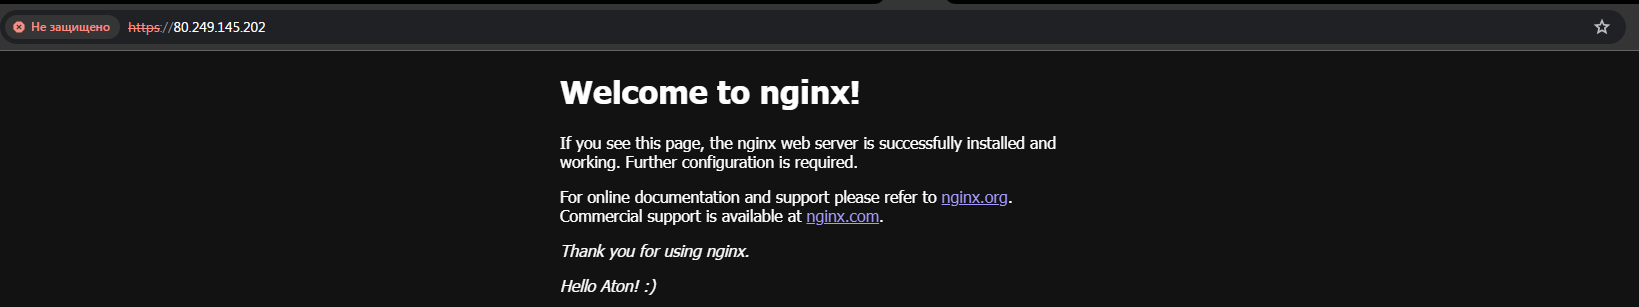 Не защищено https://80.249.145.202
Welcome to nginx!
If you see this page, the nginx web server is successfully installed and
working. Further configuration is required.
For online documentation and support please refer to nginx.org.
Commercial support is available at nginx.com.
Thank you for using nginx.
Hello Aton! :)